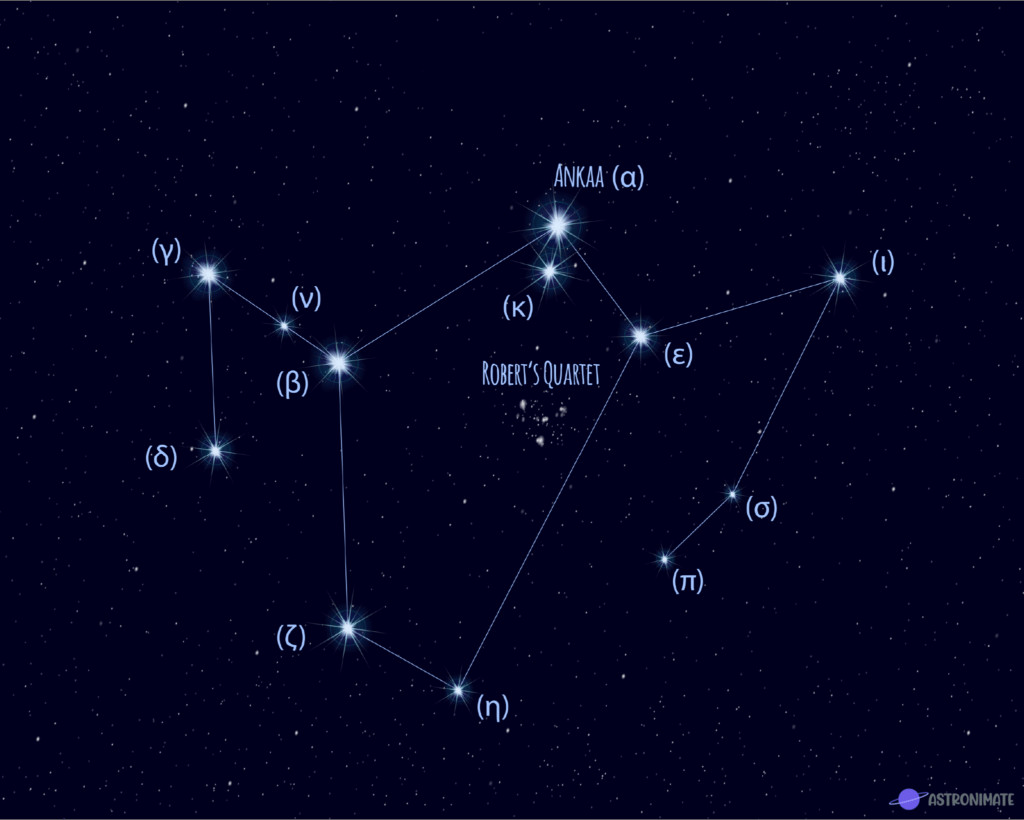 ANKAA (α)
(γ)
(ι)
(ν)
(κ)
(ε)
(β)
ROBERT'S QUARTET
(δ)
(σ)
(π)
(ζ)
(η)
ASTRONIMATE